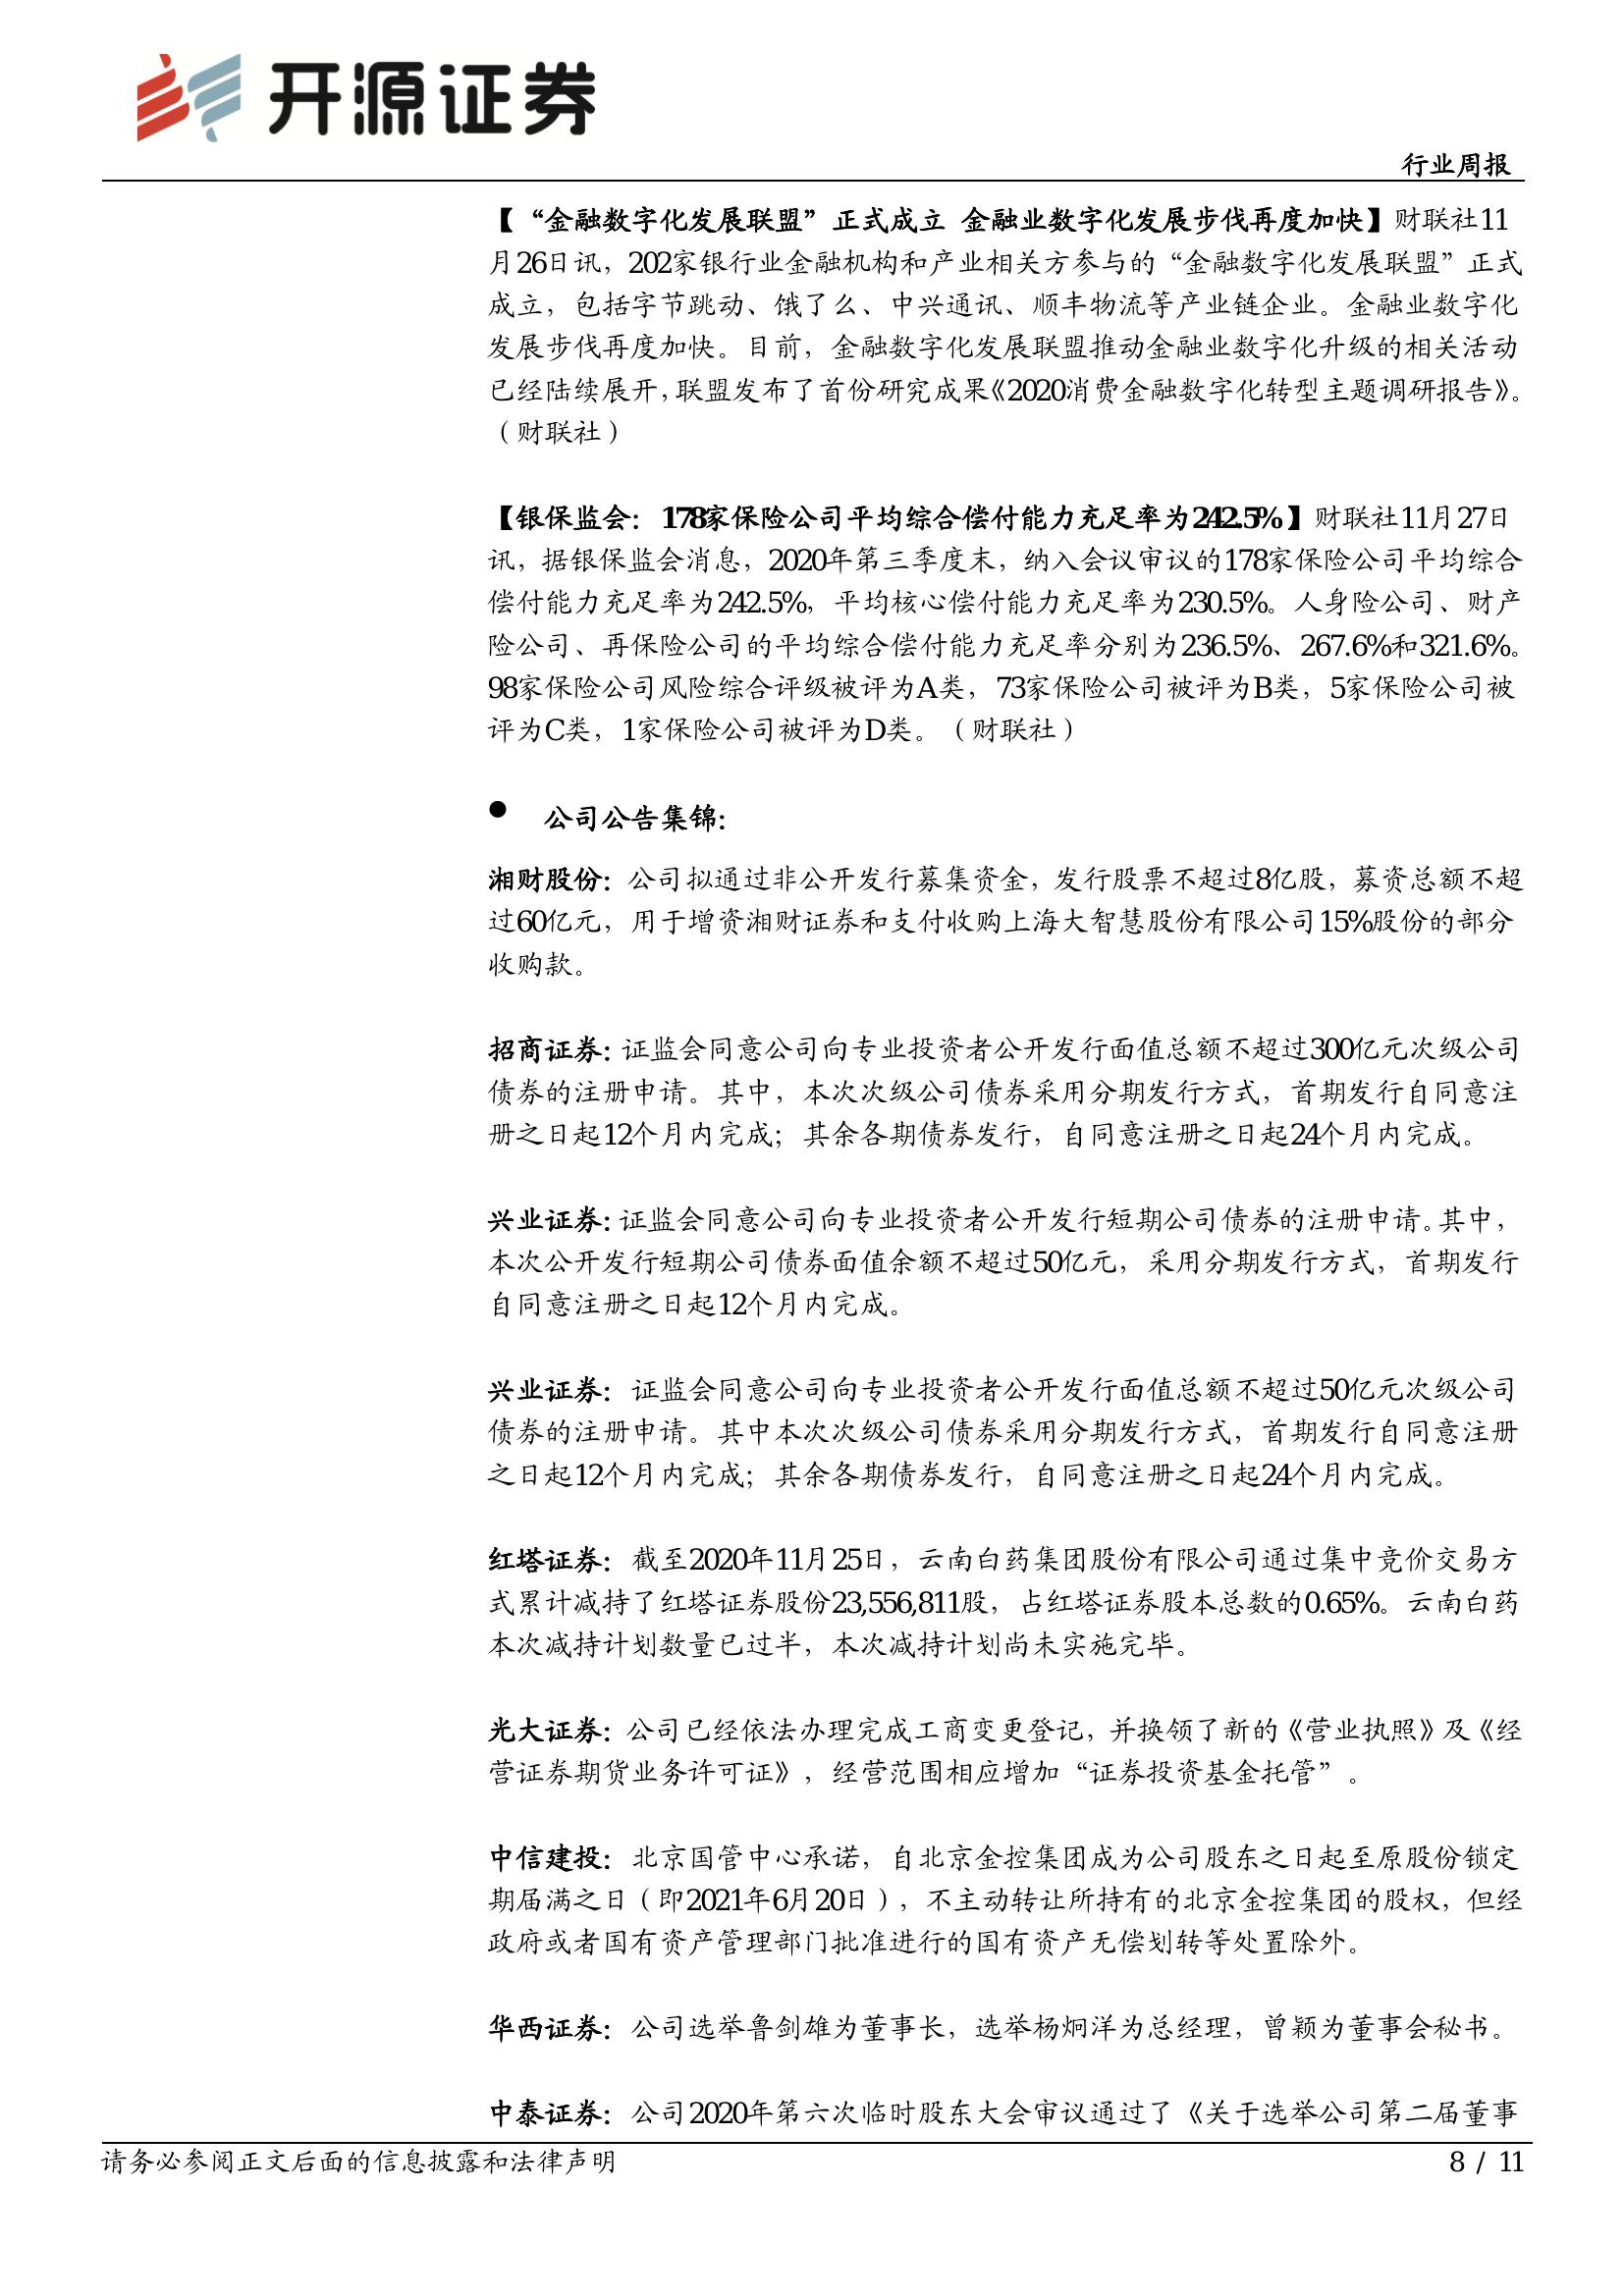 开源证券
行业周报
【“金融数字化发展联盟”正式成立 金融业数字化发展步伐再度加快】财联社11
月26日讯，202家银行业金融机构和产业相关方参与的“金融数字化发展联盟”正式
成立，包括字节跳动、饿了么、中兴通讯、顺丰物流等产业链企业。金融业数字化
发展步伐再度加快。目前，金融数字化发展联盟推动金融业数字化升级的相关活动
已经陆续展开，联盟发布了首份研究成果《2020消费金融数字化转型主题调研报告》。
（财联社）
【银保监会：178家保险公司平均综合偿付能力充足率为242.5%】财联社11月27日
讯，据银保监会消息，2020年第三季度末，纳入会议审议的178家保险公司平均综合
偿付能力充足率为242.5%，平均核心偿付能力充足率为230.5%。人身险公司、财产
险公司、再保险公司的平均综合偿付能力充足率分别为236.5%、267.6%和321.6%。
98家保险公司风险综合评级被评为A类，73家保险公司被评为B类，5家保险公司被
评为C类，1家保险公司被评为D类。（财联社）
● 公司公告集锦：
湘财股份：公司拟通过非公开发行募集资金，发行股票不超过8亿股，募资总额不超
过60亿元，用于增资湘财证券和支付收购上海大智慧股份有限公司15%股份的部分
收购款。
招商证券：证监会同意公司向专业投资者公开发行面值总额不超过300亿元次级公司
债券的注册申请。其中，本次次级公司债券采用分期发行方式，首期发行自同意注
册之日起12个月内完成；其余各期债券发行，自同意注册之日起24个月内完成。
兴业证券：证监会同意公司向专业投资者公开发行短期公司债券的注册申请。其中，
本次公开发行短期公司债券面值余额不超过50亿元，采用分期发行方式，首期发行
自同意注册之日起12个月内完成。
兴业证券：证监会同意公司向专业投资者公开发行面值总额不超过50亿元次级公司
债券的注册申请。其中本次次级公司债券采用分期发行方式，首期发行自同意注册
之日起12个月内完成；其余各期债券发行，自同意注册之日起24个月内完成。
红塔证券：截至2020年11月25日，云南白药集团股份有限公司通过集中竞价交易方
式累计减持了红塔证券股份23,556,811股，占红塔证券股本总数的0.65%。云南白药
本次减持计划数量已过半，本次减持计划尚未实施完毕。
光大证券：公司已经依法办理完成工商变更登记，并换领了新的《营业执照》及《经
营证券期货业务许可证》，经营范围相应增加“证券投资基金托管”。
中信建投：北京国管中心承诺，自北京金控集团成为公司股东之日起至原股份锁定
期届满之日（即2021年6月20日），不主动转让所持有的北京金控集团的股权，但经
政府或者国有资产管理部门批准进行的国有资产无偿划转等处置除外。
华西证券：公司选举鲁剑雄为董事长，选举杨炯洋为总经理，曾颖为董事会秘书。
中泰证券：公司2020年第六次临时股东大会审议通过了《关于选举公司第二届董事
请务必参阅正文后面的信息披露和法律声明
8 / 11